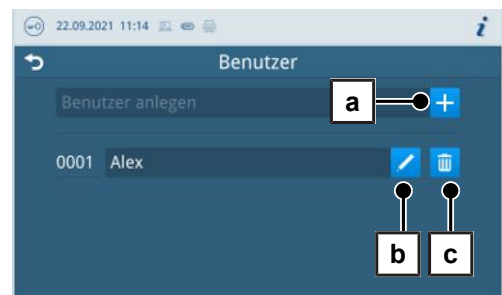 22.09.2021 11:14 i
Benutzer
Benutzer anlegen a +
0001 Alex
b c